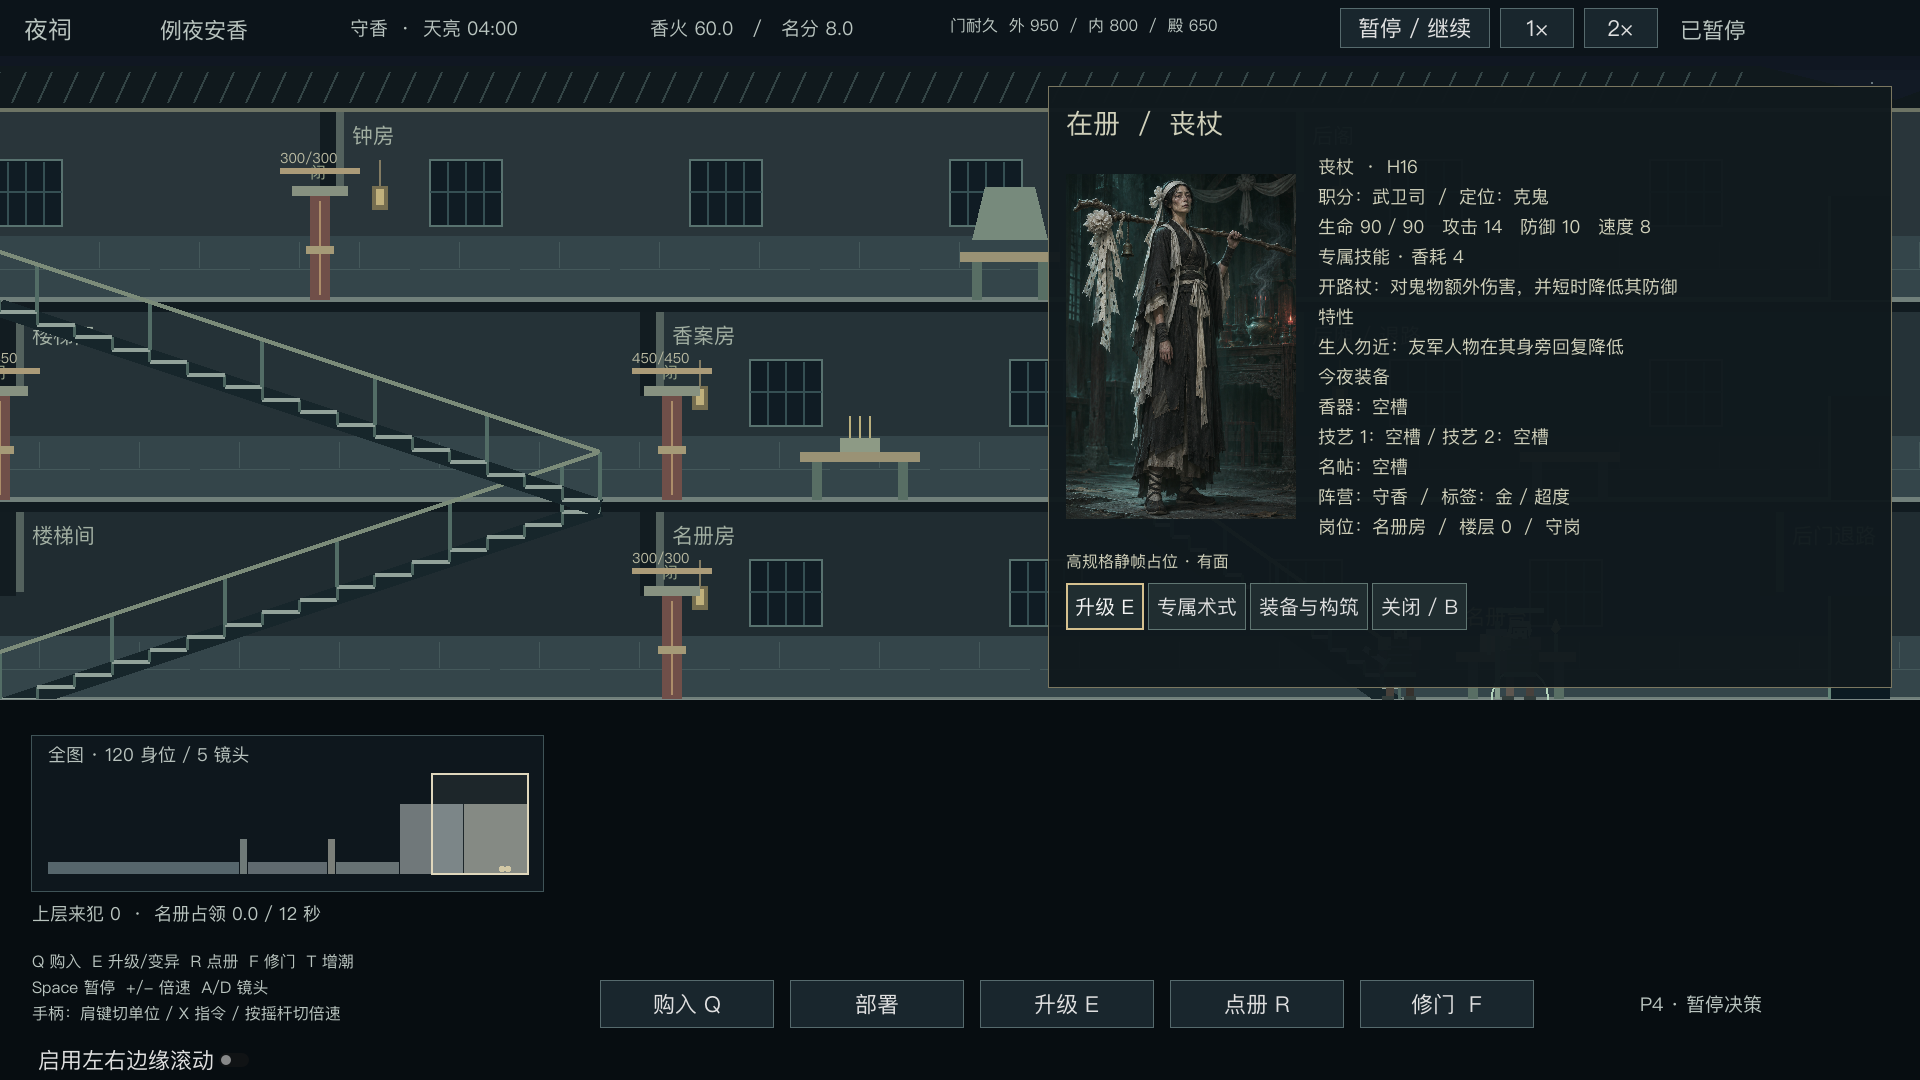 夜祠 例夜安香 守香 · 天亮 04:00 香火 60.0 / 名分 8.0 门耐久 外 950 / 内 800 / 殿 650 暂停 / 继续 1× 2× 已暂停
钟房
300/300
闭
楼梯
50
香案房
450/450
闭
楼梯间
名册房
300/300
闭
在册 / 丧杖
丧杖 · H16
职分：武卫司 / 定位：克鬼
生命 90 / 90 攻击 14 防御 10 速度 8
专属技能 · 香耗 4
开路杖：对鬼物额外伤害，并短时降低其防御
特性
生人勿近：友军人物在其身旁回复降低
今夜装备
香器：空槽
技艺 1：空槽 / 技艺 2：空槽
名帖：空槽
阵营：守香 / 标签：金 / 超度
岗位：名册房 / 楼层 0 / 守岗
高规格静帧占位 · 有面
升级 E 专属术式 装备与构筑 关闭 / B
后门退路
全图 · 120 身位 / 5 镜头
上层来犯 0 · 名册占领 0.0 / 12 秒
Q 购入 E 升级/变异 R 点册 F 修门 T 增潮
Space 暂停 +/− 倍速 A/D 镜头
手柄：肩键切单位 / X 指令 / 按摇杆切倍速
启用左右边缘滚动
购入 Q 部署 升级 E 点册 R 修门 F P4 · 暂停决策